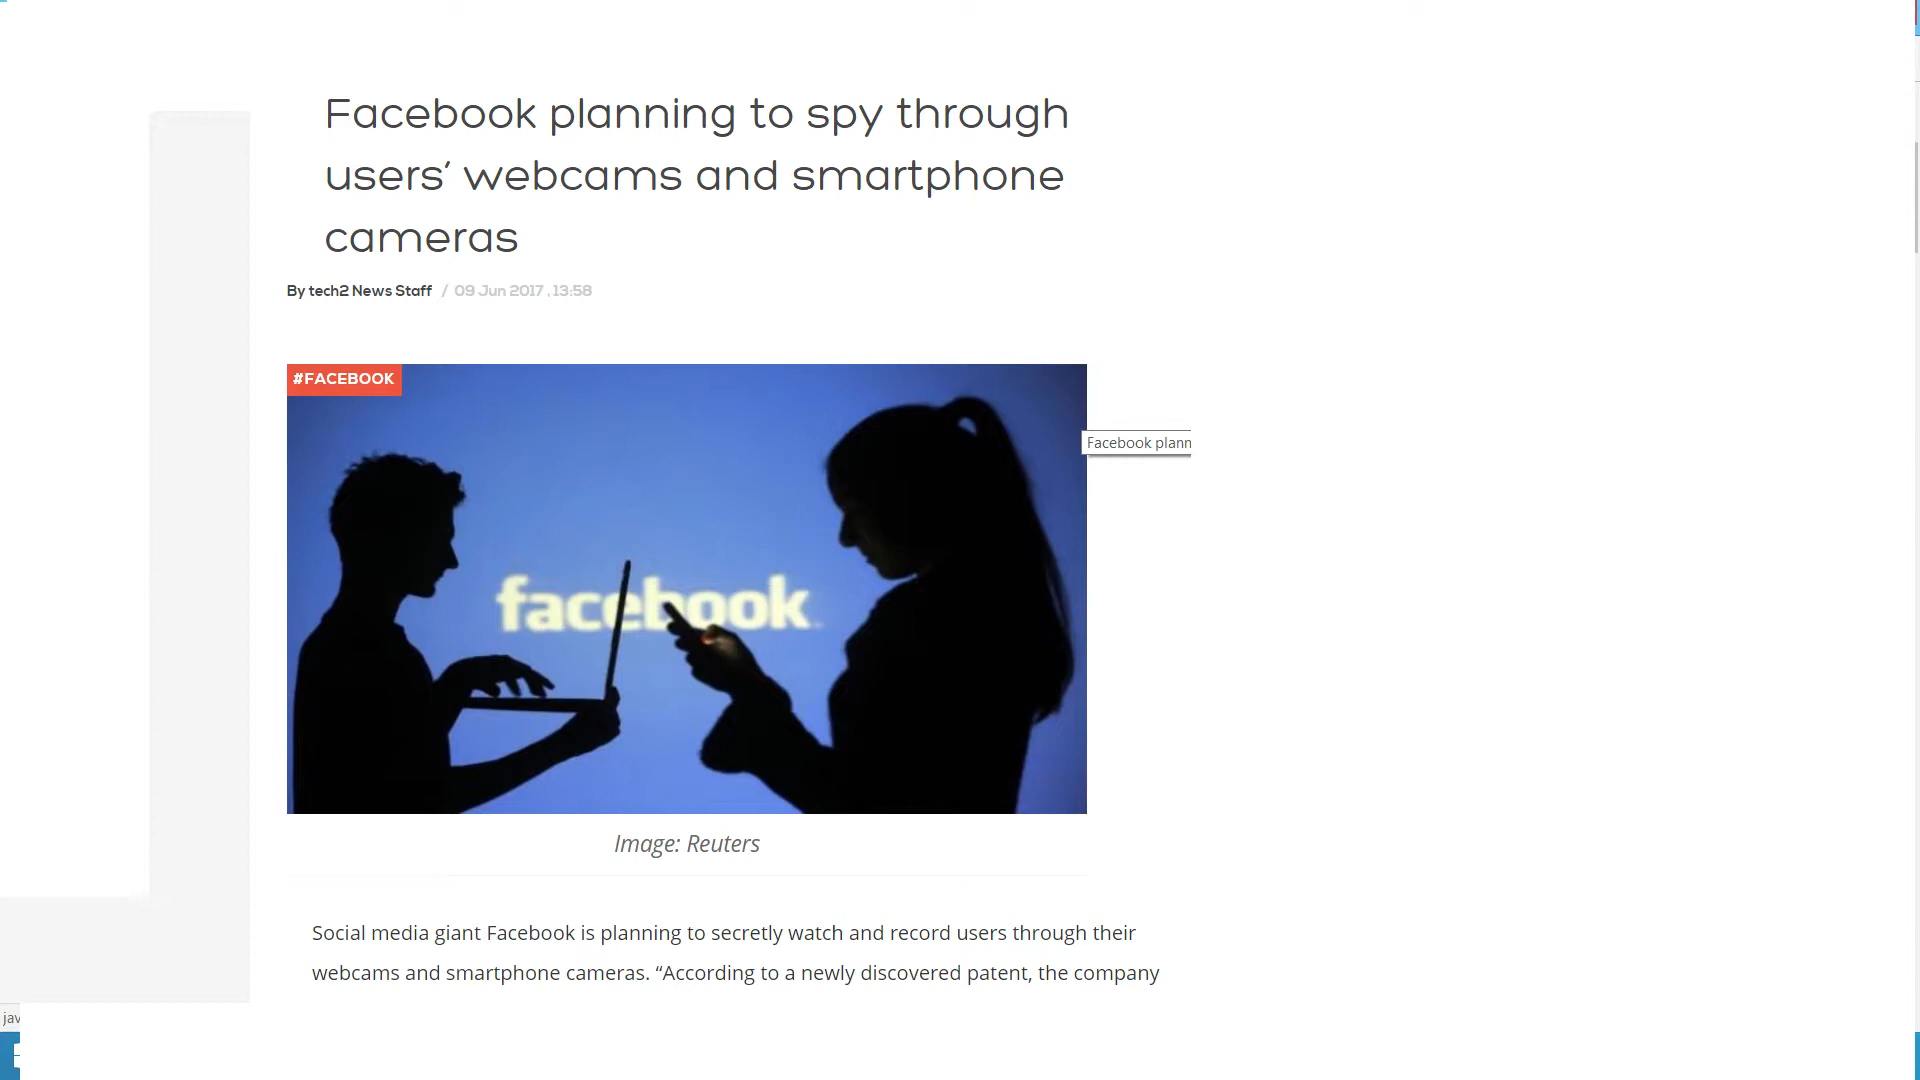 Facebook planning to spy through
users’ webcams and smartphone
cameras
By tech2 News Staff / 09 Jun 2017 , 13:58
#FACEBOOK
Facebook plann
facebook
Image: Reuters
Social media giant Facebook is planning to secretly watch and record users through their
webcams and smartphone cameras. “According to a newly discovered patent, the company
jav